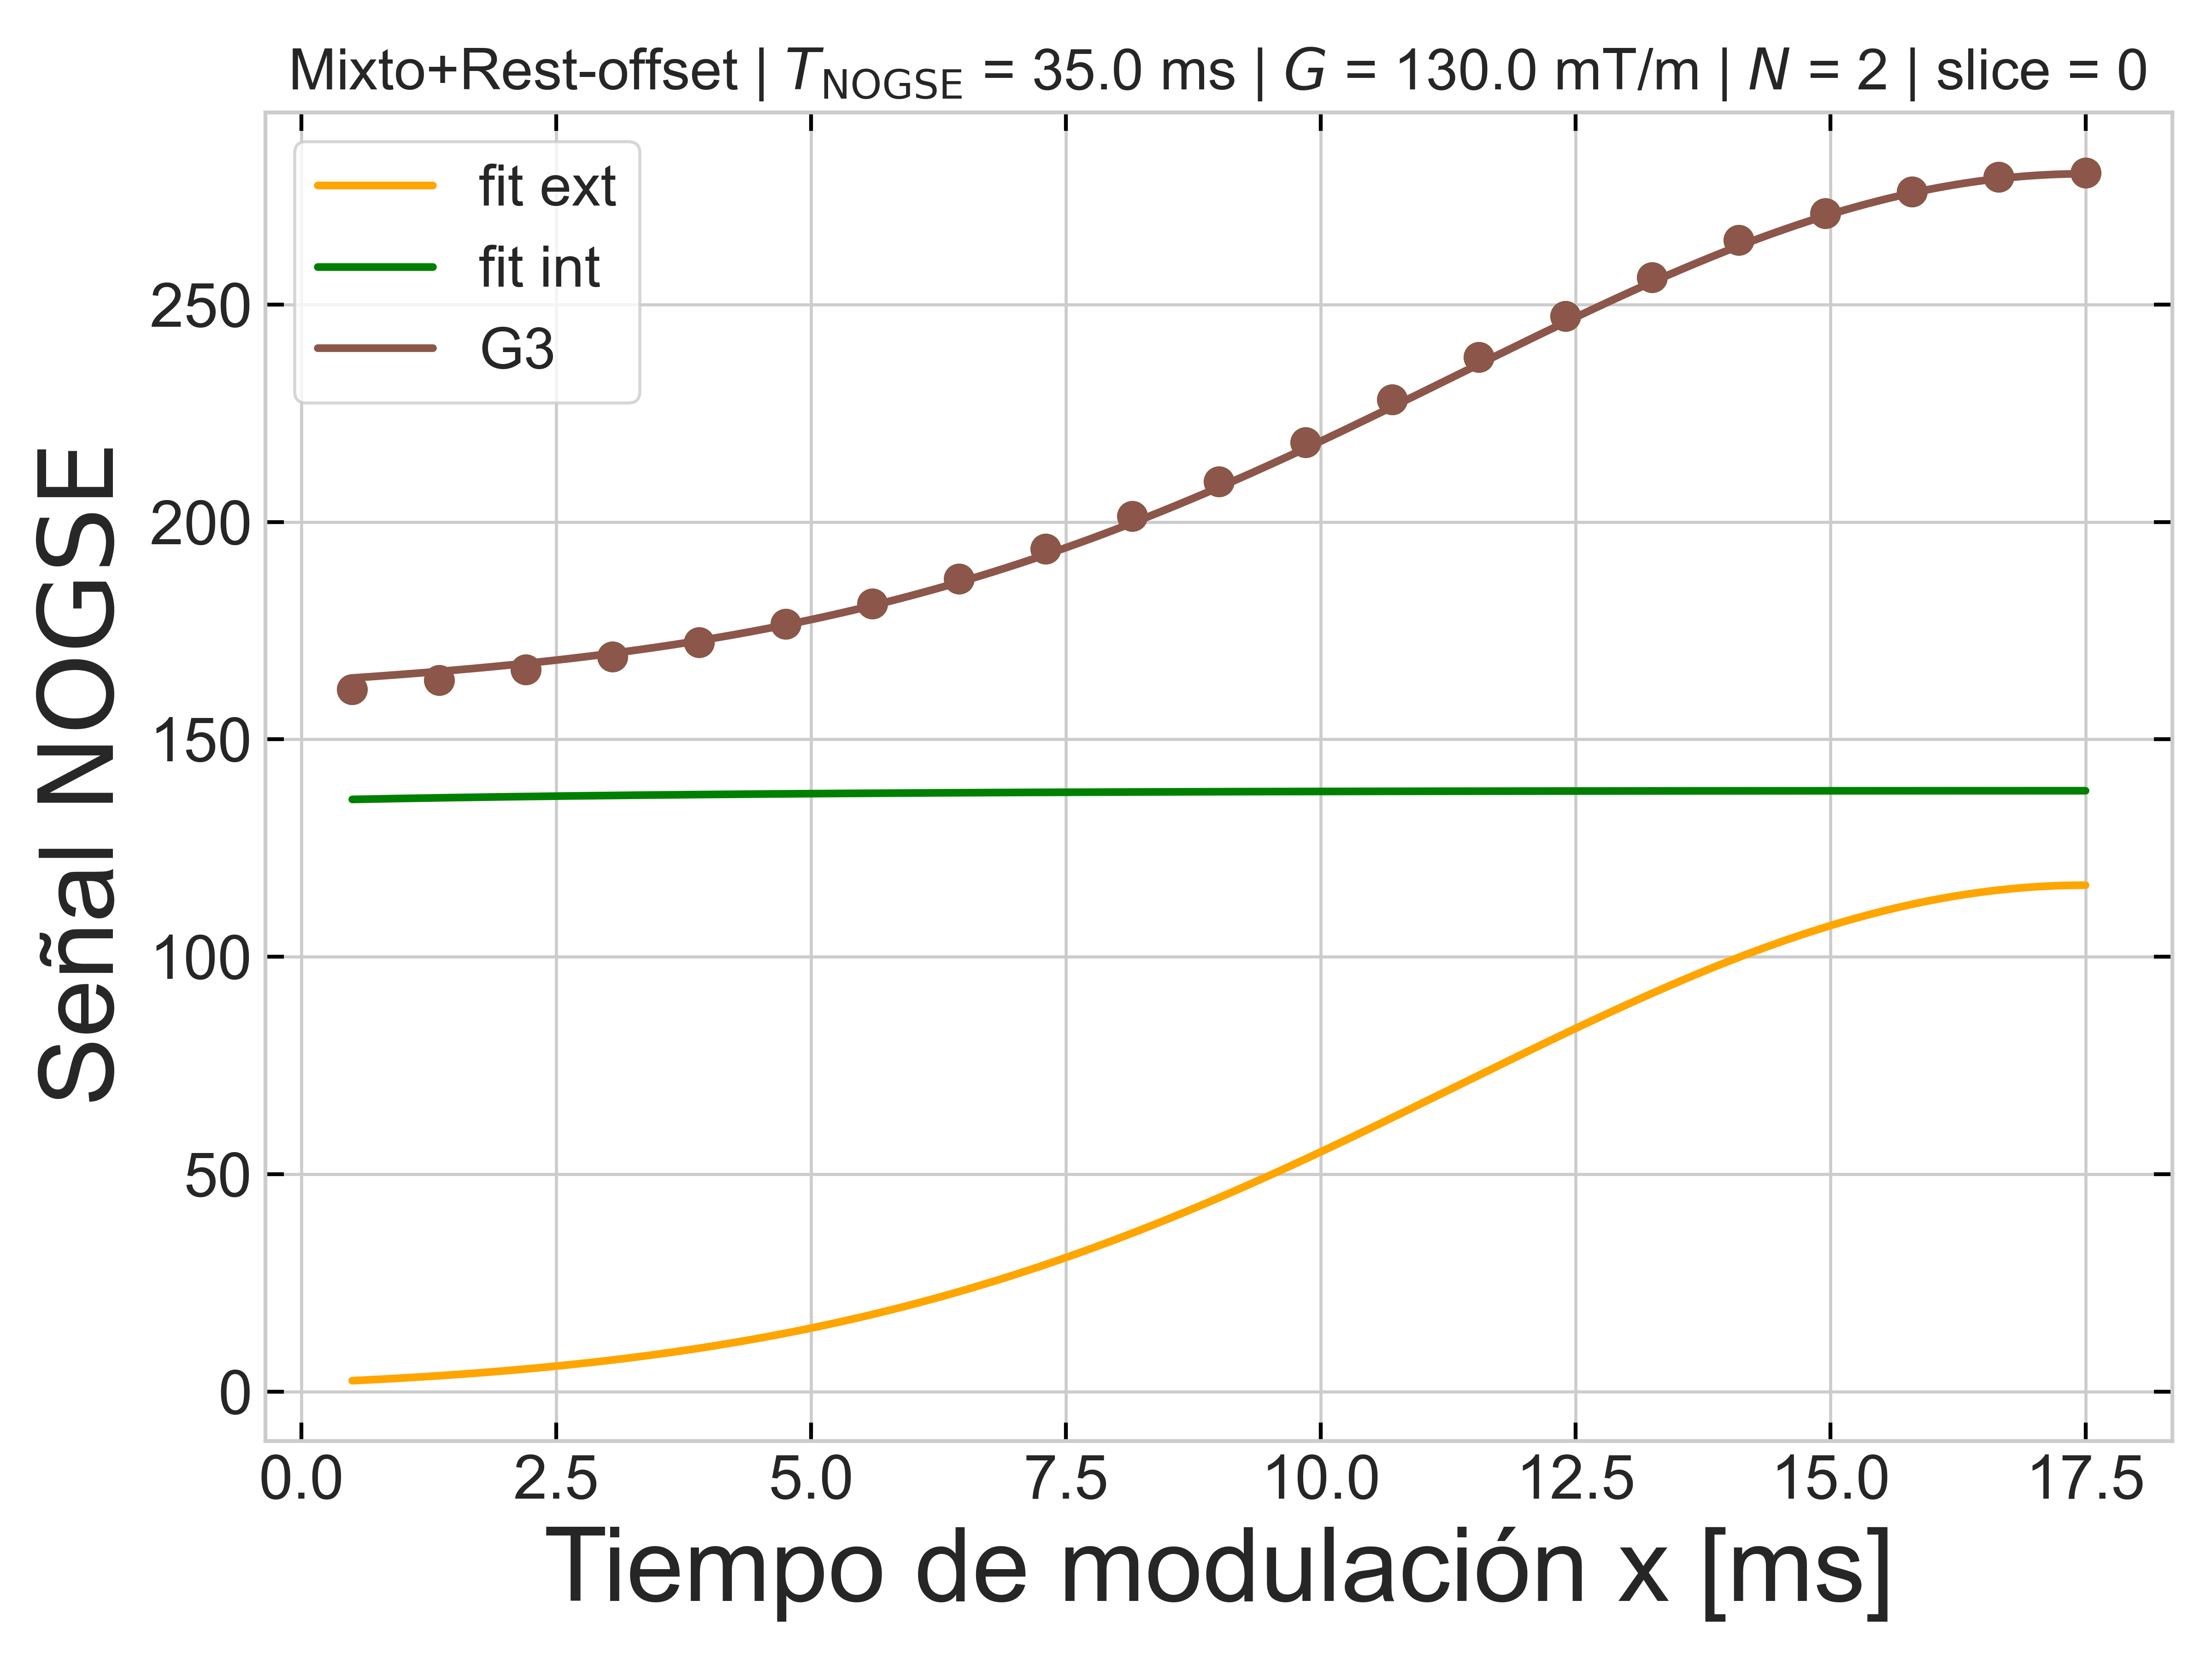 Mixto+Rest-offset | T_NOGSE = 35.0 ms | G = 130.0 mT/m | N = 2 | slice = 0
fit ext
fit int
G3
Señal NOGSE
250
200
150
100
50
0
0.0 2.5 5.0 7.5 10.0 12.5 15.0 17.5
Tiempo de modulación x [ms]